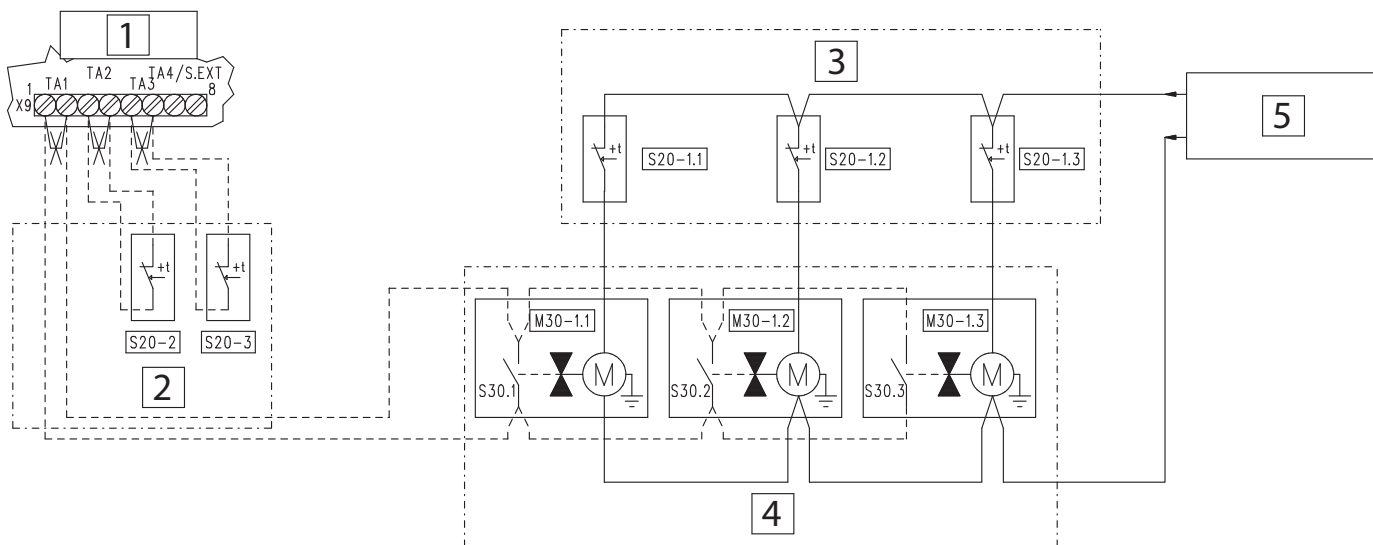 1
3
TA2 TA4/S.EXT
1 TA1 TA3 8
X9
5
+t +t +t
S20-1.1 S20-1.2 S20-1.3
+t +t
M30-1.1 M30-1.2 M30-1.3
S20-2 S20-3
M M M
S30.1 S30.2 S30.3
2
4